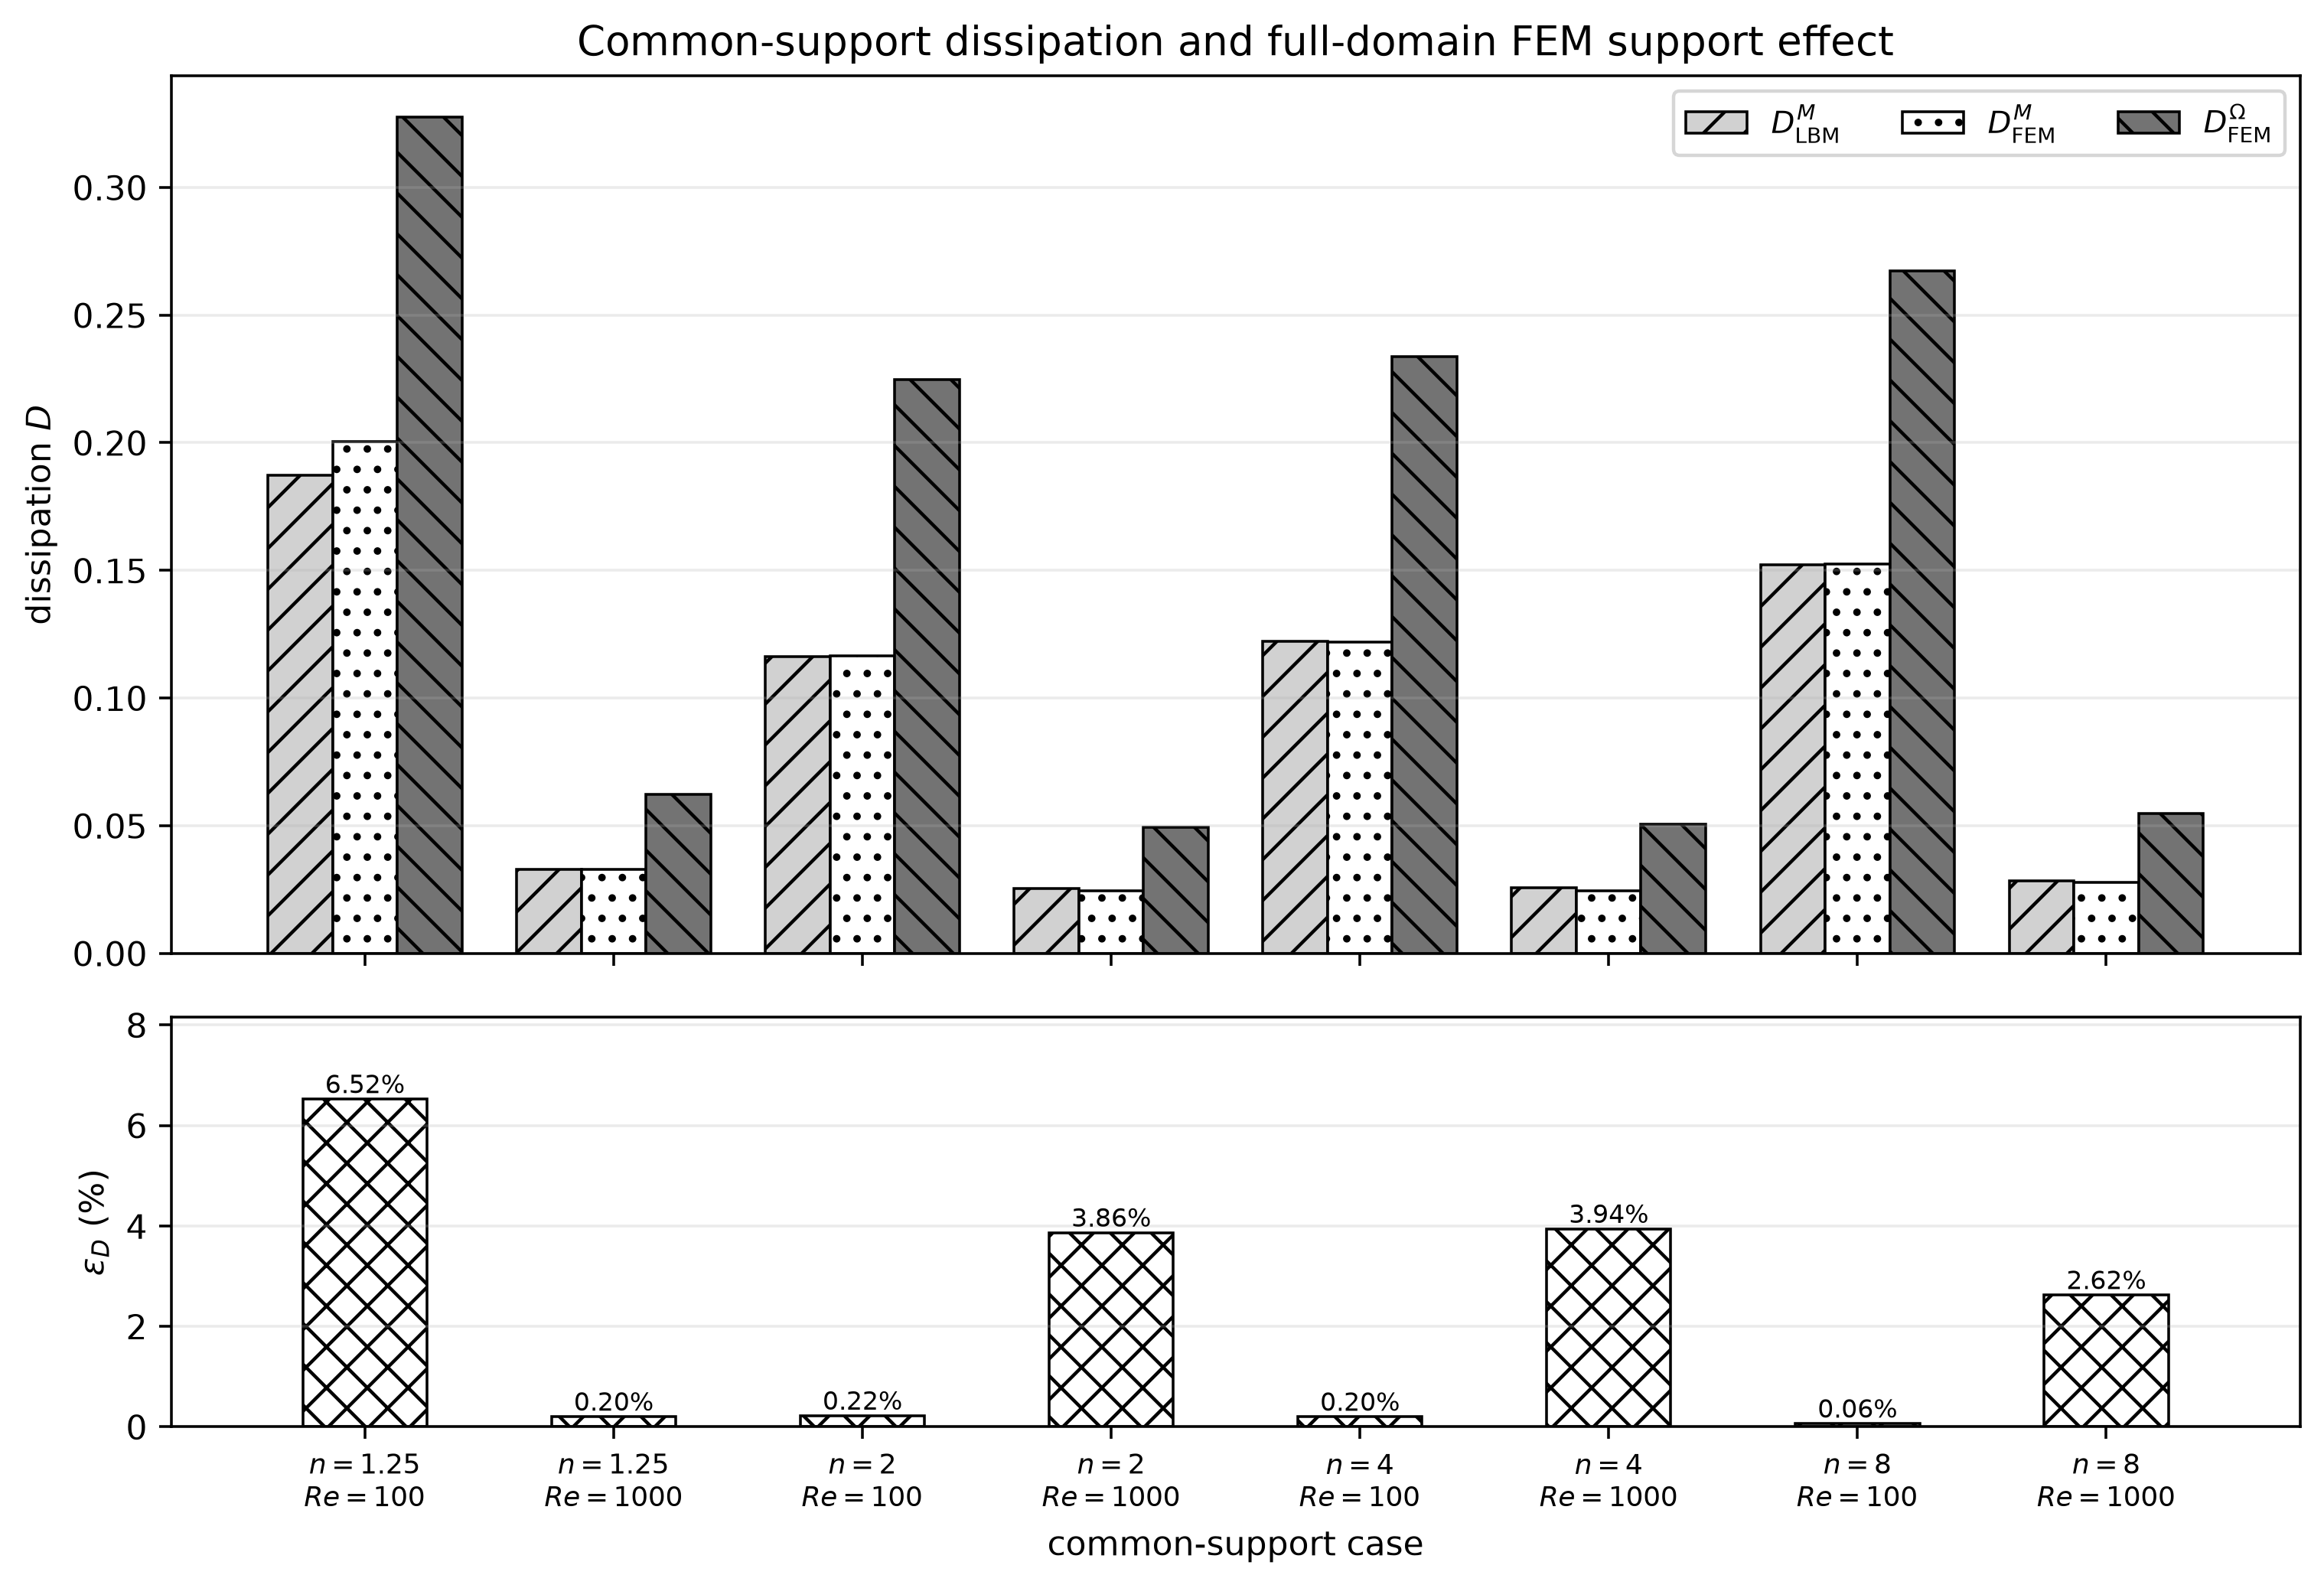 Common-support dissipation and full-domain FEM support effect
D^M_LBM D^M_FEM D^Ω_FEM
dissipation D
0.30
0.25
0.20
0.15
0.10
0.05
0.00
ε_D (%)
8
6
4
2
0
6.52%
0.20%
0.22%
3.86%
0.20%
3.94%
0.06%
2.62%
n = 1.25
Re = 100
n = 1.25
Re = 1000
n = 2
Re = 100
n = 2
Re = 1000
n = 4
Re = 100
n = 4
Re = 1000
n = 8
Re = 100
n = 8
Re = 1000
common-support case